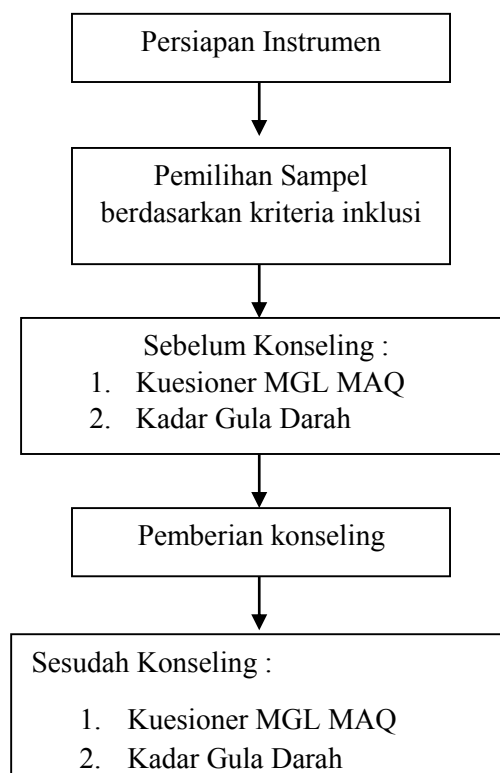 Persiapan Instrumen
Pemilihan Sampel
berdasarkan kriteria inklusi
Sebelum Konseling :
1. Kuesioner MGL MAQ
2. Kadar Gula Darah
Pemberian konseling
Sesudah Konseling :
1. Kuesioner MGL MAQ
2. Kadar Gula Darah